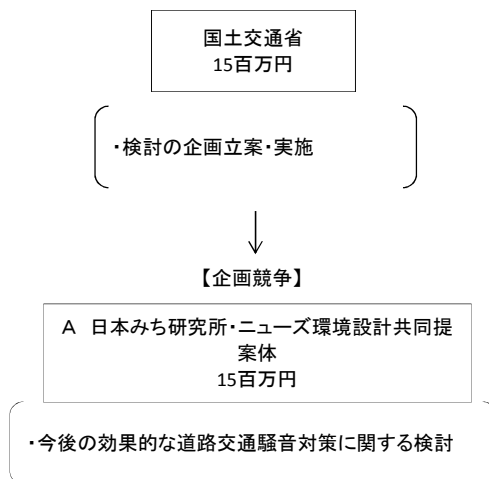 国土交通省
15百万円
・検討の企画立案・実施
【企画競争】
A 日本みち研究所・ニューズ環境設計共同提
案体
15百万円
・今後の効果的な道路交通騒音対策に関する検討